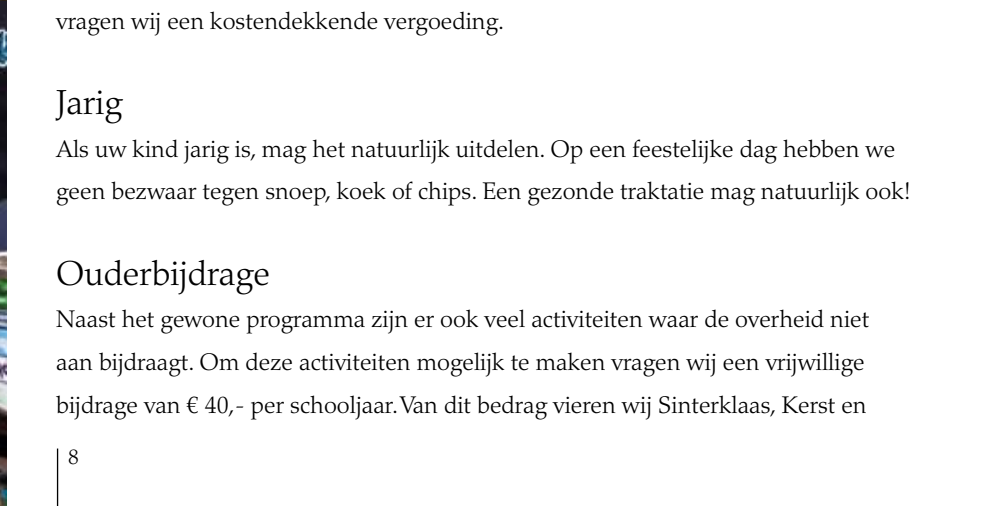 vragen wij een kostendekkende vergoeding.
Jarig
Als uw kind jarig is, mag het natuurlijk uitdelen. Op een feestelijke dag hebben we
geen bezwaar tegen snoep, koek of chips. Een gezonde traktatie mag natuurlijk ook!
Ouderbijdrage
Naast het gewone programma zijn er ook veel activiteiten waar de overheid niet
aan bijdraagt. Om deze activiteiten mogelijk te maken vragen wij een vrijwillige
bijdrage van € 40,- per schooljaar.Van dit bedrag vieren wij Sinterklaas, Kerst en
8